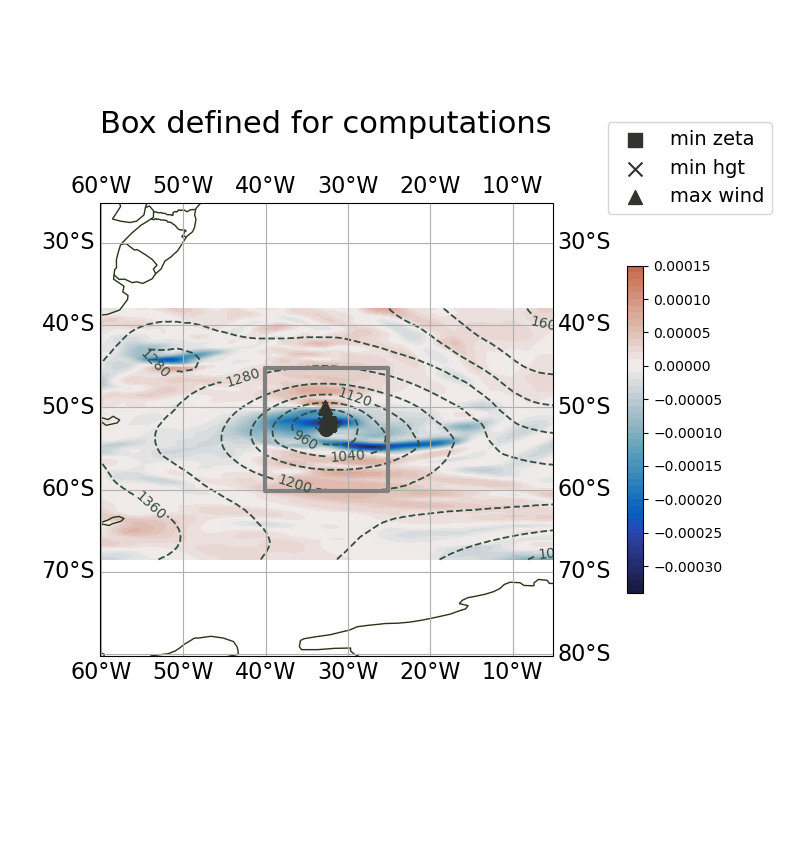 Box defined for computations
min zeta
min hgt
max wind
60°W 50°W 40°W 30°W 20°W 10°W
30°S 30°S
40°S 40°S
50°S 50°S
60°S 60°S
70°S 70°S
80°S
60°W 50°W 40°W 30°W 20°W 10°W
160
1280
1280
1120
960
1040
1200
1360
10
0.00015
0.00010
0.00005
0.00000
−0.00005
−0.00010
−0.00015
−0.00020
−0.00025
−0.00030